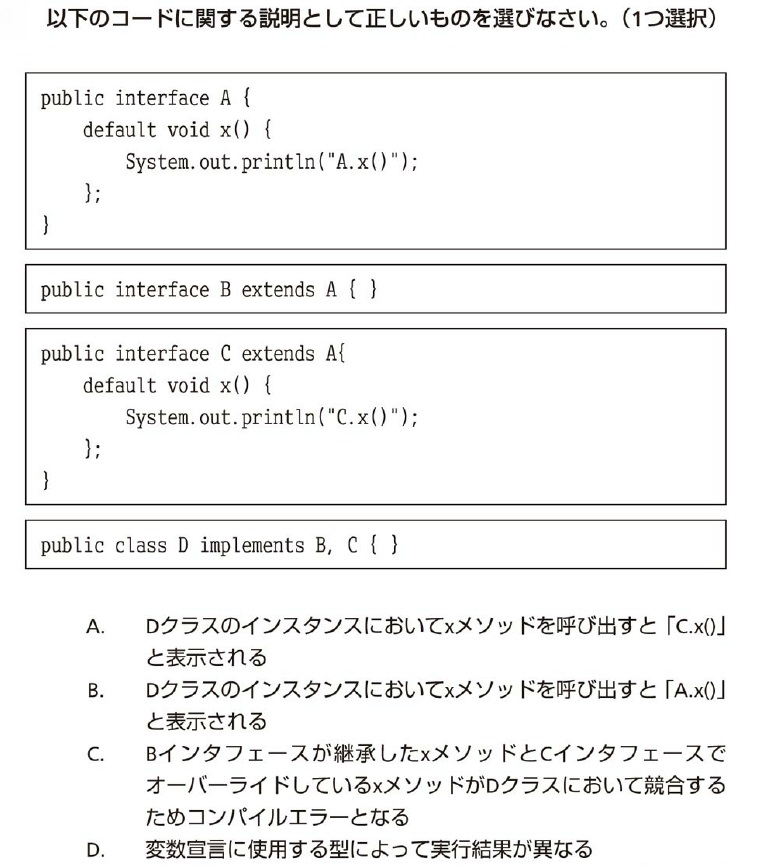 以下のコードに関する説明として正しいものを選びなさい。（1つ選択）
public interface A {
    default void x() {
        System.out.println("A.x()");
    };
}
public interface B extends A { }
public interface C extends A{
    default void x() {
        System.out.println("C.x()");
    };
}
public class D implements B, C { }
A. Dクラスのインスタンスにおいてxメソッドを呼び出すと「C.x()」
と表示される
B. Dクラスのインスタンスにおいてxメソッドを呼び出すと「A.x()」
と表示される
C. Bインタフェースが継承したxメソッドとCインタフェースで
オーバーライドしているxメソッドがDクラスにおいて競合する
ためコンパイルエラーとなる
D. 変数宣言に使用する型によって実行結果が異なる